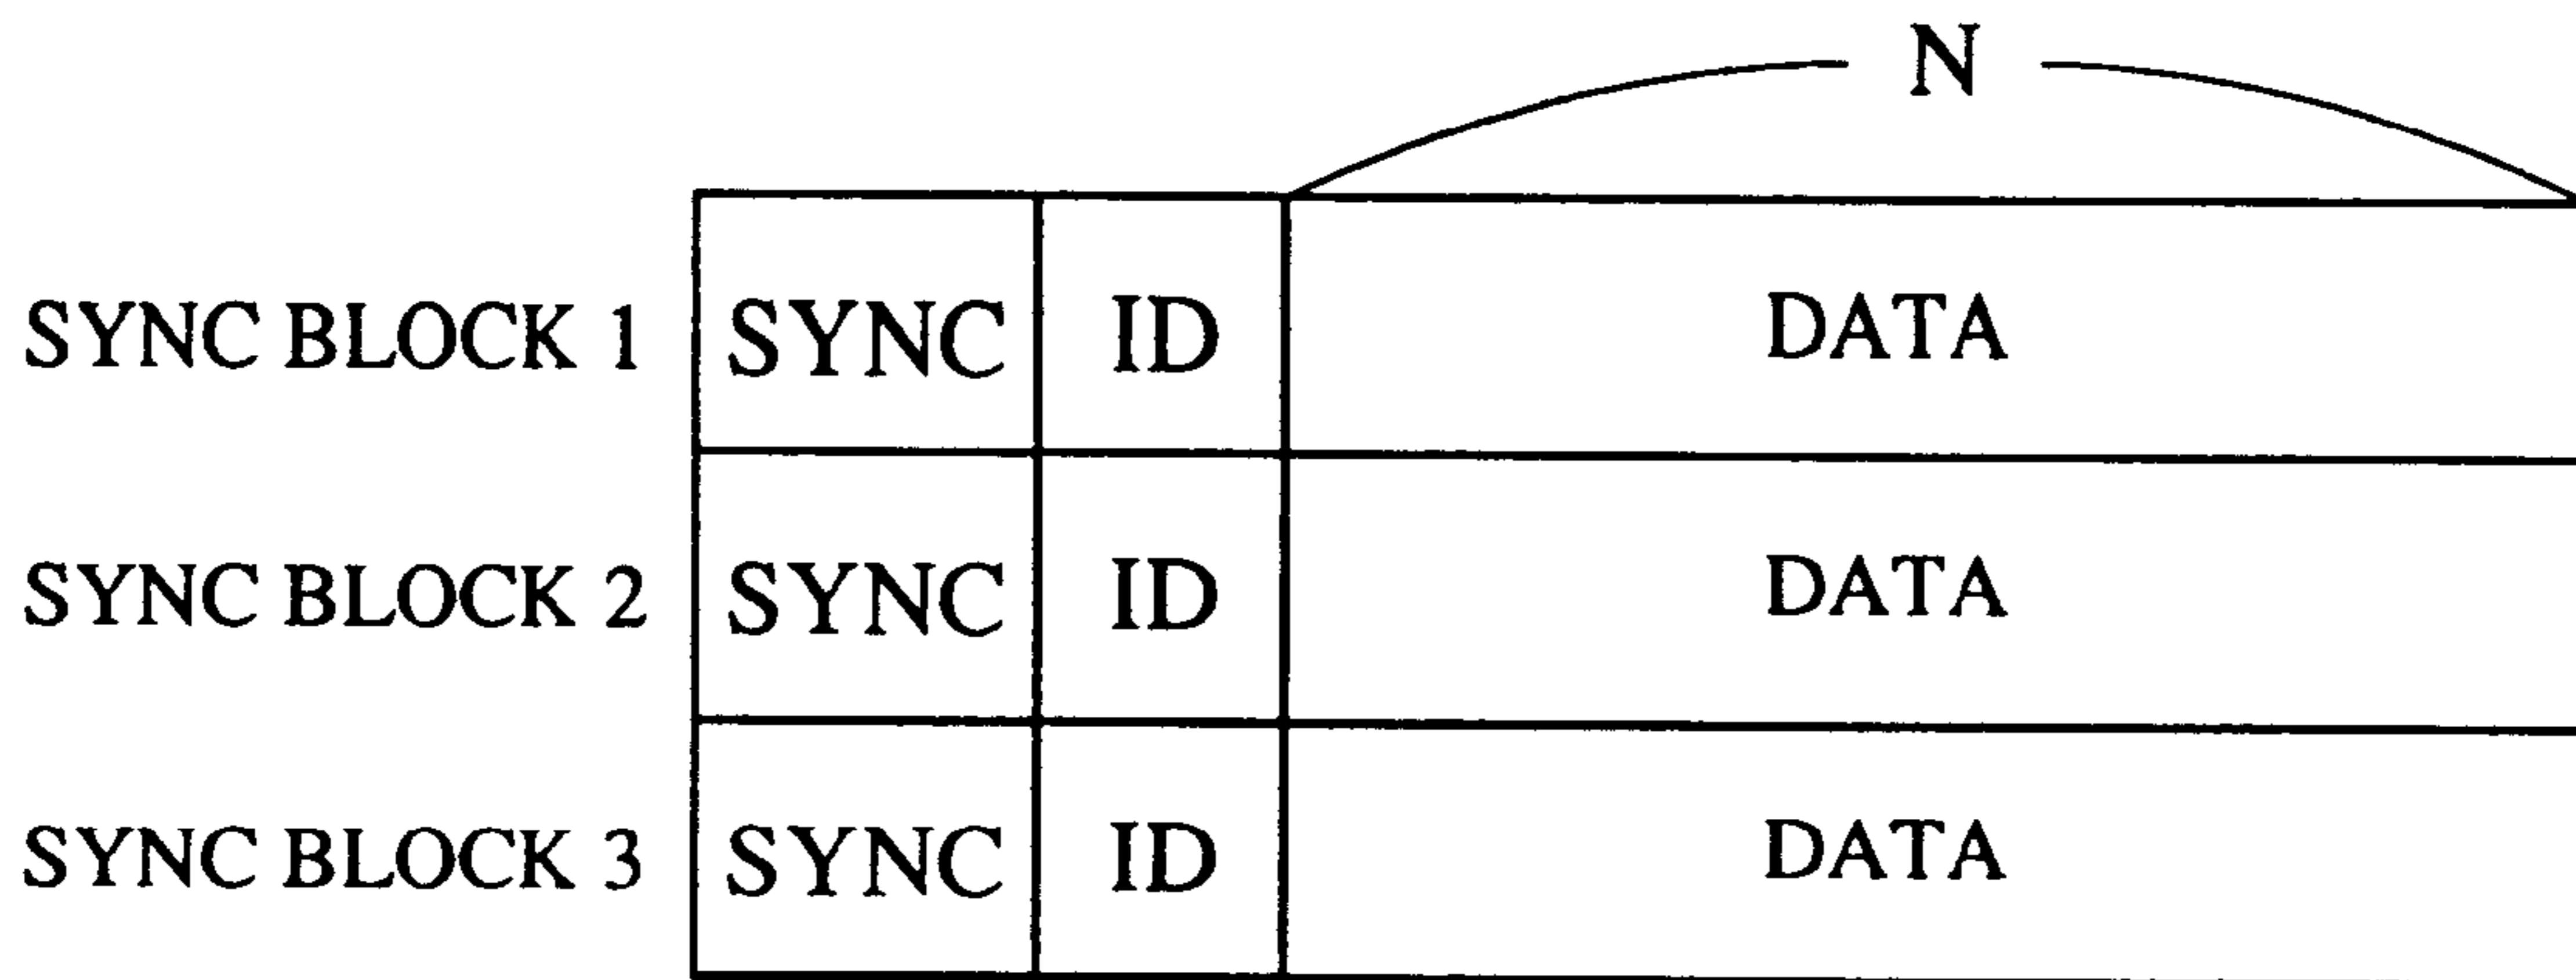 N
SYNC BLOCK 1 SYNC ID DATA
SYNC BLOCK 2 SYNC ID DATA
SYNC BLOCK 3 SYNC ID DATA